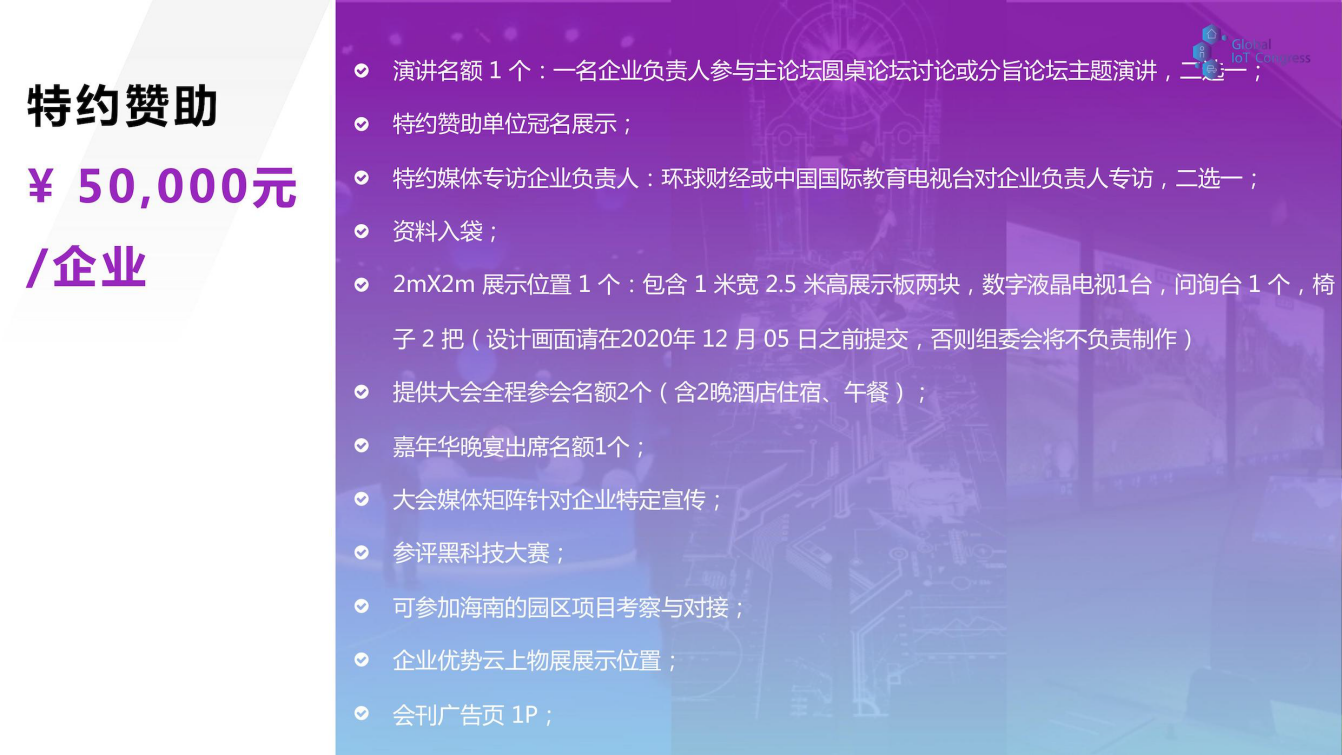 特约赞助
¥ 50,000元
/企业
Global
IoT Congress
演讲名额 1 个：一名企业负责人参与主论坛圆桌论坛讨论或分旨论坛主题演讲，二选一；
特约赞助单位冠名展示；
特约媒体专访企业负责人：环球财经或中国国际教育电视台对企业负责人专访，二选一；
资料入袋；
2mX2m 展示位置 1 个：包含 1 米宽 2.5 米高展示板两块，数字液晶电视1台，问询台 1 个，椅
子 2 把（设计画面请在2020年 12 月 05 日之前提交，否则组委会将不负责制作）
提供大会全程参会名额2个（含2晚酒店住宿、午餐）；
嘉年华晚宴出席名额1个；
大会媒体矩阵针对企业特定宣传；
参评黑科技大赛；
可参加海南的园区项目考察与对接；
企业优势云上物展展示位置；
会刊广告页 1P；